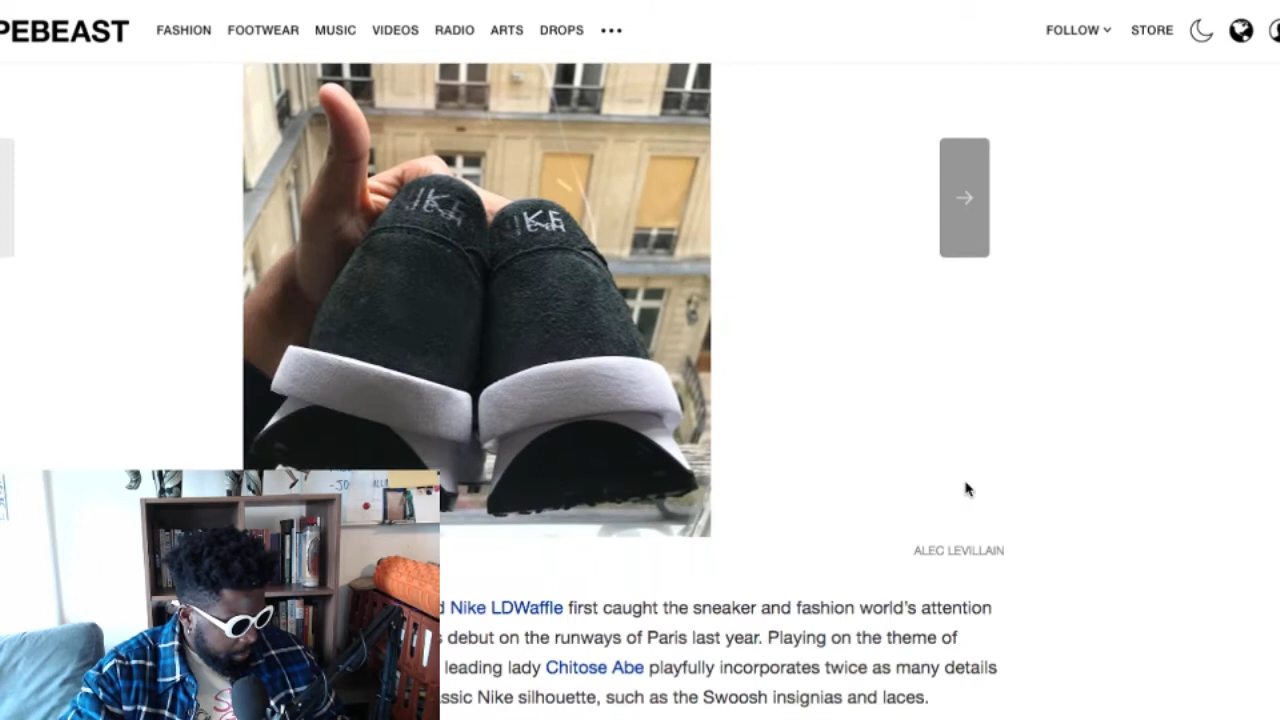 PEBEAST FASHION FOOTWEAR MUSIC VIDEOS RADIO ARTS DROPS ••• FOLLOW STORE
-50
ALEC LEVILLAIN
Nike LDWaffle first caught the sneaker and fashion world's attention
debut on the runways of Paris last year. Playing on the theme of
leading lady Chitose Abe playfully incorporates twice as many details
ssic Nike silhouette, such as the Swoosh insignias and laces.